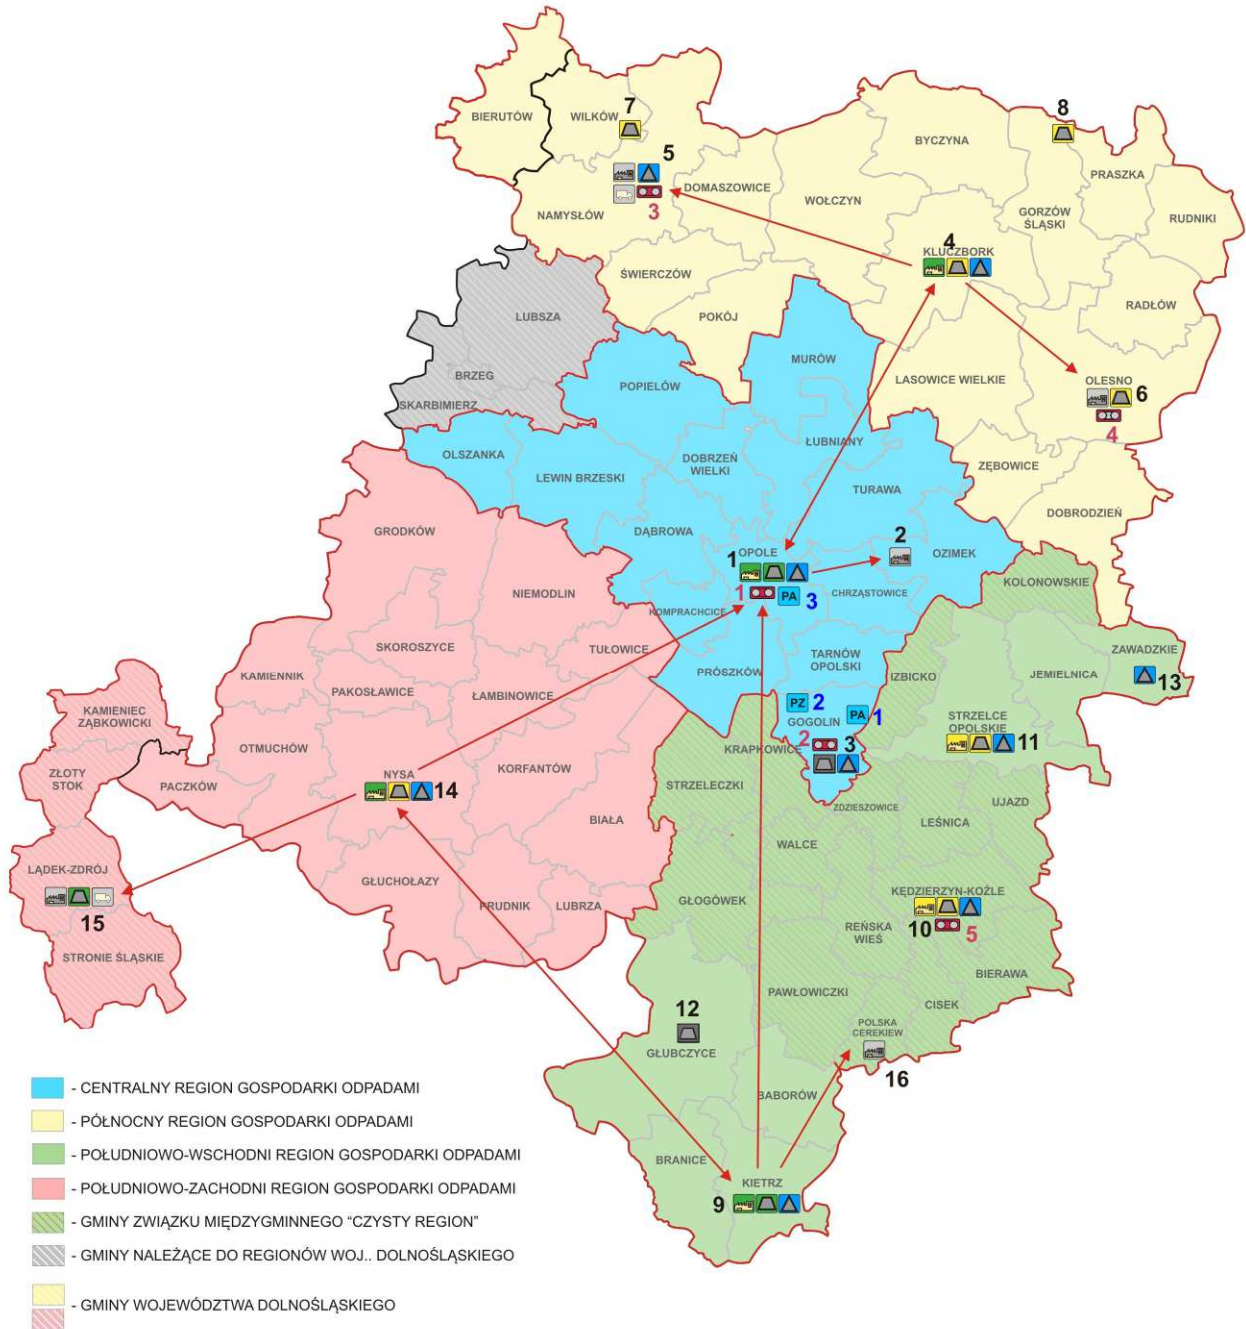 BIERUTÓW
WILKÓW
7
8
BYCZYNA
5
PRASZKA
DOMASZOWICE
NAMYSŁÓW
3
WOŁCZYN
GORZÓW
ŚLĄSKI
RUDNIKI
4
KLUCZBORK
ŚWIERCZÓW
RADŁÓW
LUBSZA
POKÓJ
MURÓW
BRZEG
POPIELÓW
LASOWICE WIELKIE
OLESNO
6
SKARBIMIERZ
4
ŁUBNIANY
OLSZANKA
DOBRZEŃ
WIELKI
ZĘBOWICE
LEWIN BRZESKI
TURAWA
DOBRODZIEŃ
GRODKÓW
DĄBROWA
2
OPOLE
OZIMEK
1
KOLONOWSKIE
NIEMODLIN
1
PA
3
CHRZĄSTOWICE
KOMPRACHCICE
SKOROSZYCE
TUŁOWICE
TARNÓW
OPOLSKI
ZAWADZKIE
KAMIENNIK
PRÓSZKÓW
IZBICKO
JEMIELNICA
PAKOSŁAWICE
ŁAMBINOWICE
13
KAMIENIEC
ZĄBKOWICKI
PZ
2
PA
1
GOGOLIN
STRZELCE
OPOLSKIE
OTMUCHÓW
2
3
11
KRAPKOWICE
ZŁOTY
STOK
PACZKÓW
NYSA
KORFANTÓW
STRZELECZKI
14
ZDZIESZOWICE
UJAZD
BIAŁA
LEŚNICA
WALCE
LĄDEK-ZDRÓJ
GŁUCHOŁAZY
KĘDZIERZYN-KOŹLE
15
PRUDNIK
LUBRZA
GŁOGÓWEK
10
5
REŃSKA
WIEŚ
STRONIE ŚLĄSKIE
BIERAWA
PAWŁOWICZKI
CISEK
12
POLSKA
CEREKIEW
GŁUBCZYCE
16
BABORÓW
BRANICE
KIETRZ
9
- CENTRALNY REGION GOSPODARKI ODPADAMI
- PÓŁNOCNY REGION GOSPODARKI ODPADAMI
- POŁUDNIOWO-WSCHODNI REGION GOSPODARKI ODPADAMI
- POŁUDNIOWO-ZACHODNI REGION GOSPODARKI ODPADAMI
- GMINY ZWIĄZKU MIĘDZYGMINNEGO "CZYSTY REGION"
- GMINY NALEŻĄCE DO REGIONÓW WOJ.. DOLNOŚLĄSKIEGO
- GMINY WOJEWÓDZTWA DOLNOŚLĄSKIEGO